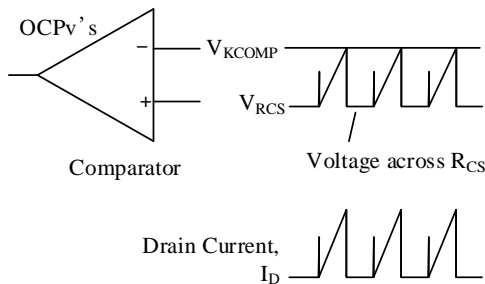 OCPv's
−
V_KCOMP
+
V_RCS
Comparator
Voltage across R_CS
Drain Current,
I_D